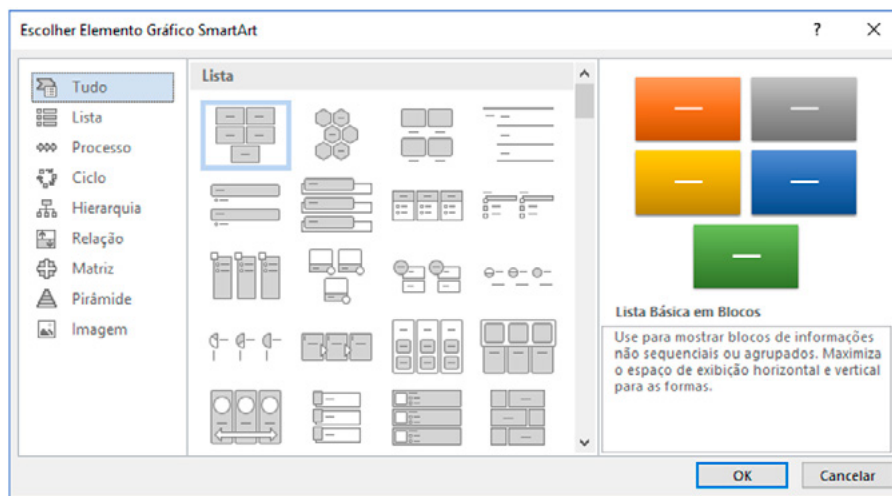 Escolher Elemento Gráfico SmartArt
?
Tudo
Lista
Processo
Ciclo
Hierarquia
Relação
Matriz
Pirâmide
Imagem
Lista
Lista Básica em Blocos
Use para mostrar blocos de informações
não sequenciais ou agrupados. Maximiza
o espaço de exibição horizontal e vertical
para as formas.
OK
Cancelar